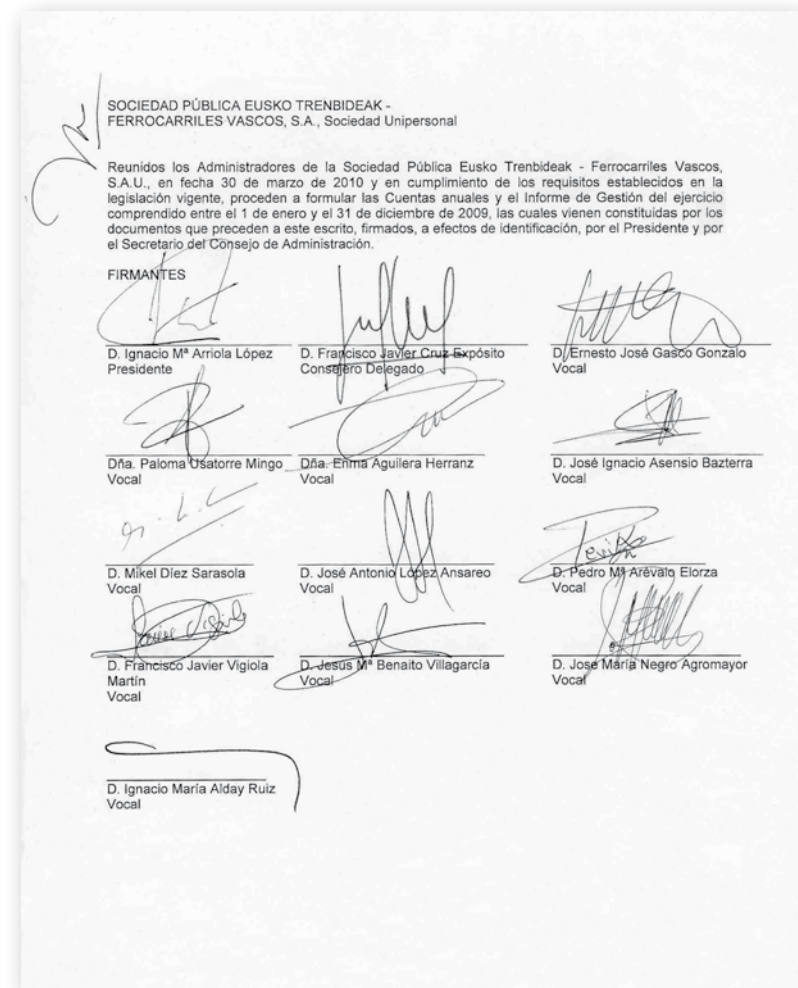 SOCIEDAD PÚBLICA EUSKO TRENBIDEAK -
FERROCARRILES VASCOS, S.A., Sociedad Unipersonal
Reunidos los Administradores de la Sociedad Pública Eusko Trenbideak - Ferrocarriles Vascos,
S.A.U., en fecha 30 de marzo de 2010 y en cumplimiento de los requisitos establecidos en la
legislación vigente, proceden a formular las Cuentas anuales y el Informe de Gestión del ejercicio
comprendido entre el 1 de enero y el 31 de diciembre de 2009, las cuales vienen constituidas por los
documentos que preceden a este escrito, firmados, a efectos de identificación, por el Presidente y por
el Secretario del Consejo de Administración.
FIRMANTES
D. Ignacio Mª Arriola López D. Francisco Javier Cruz Expósito D. Ernesto José Gasco Gonzalo
Presidente Consejero Delegado Vocal
Dña. Paloma Usatorre Mingo Dña. Enma Aguilera Herranz D. José Ignacio Asensio Bazterra
Vocal Vocal Vocal
D. Mikel Díez Sarasola D. José Antonio López Ansareo D. Pedro Mª Arévalo Elorza
Vocal Vocal Vocal
D. Francisco Javier Vigiola D. Jesús Mª Benaito Villagarcía D. José María Negro Agromayor
Martín Vocal Vocal
Vocal
D. Ignacio María Alday Ruiz
Vocal